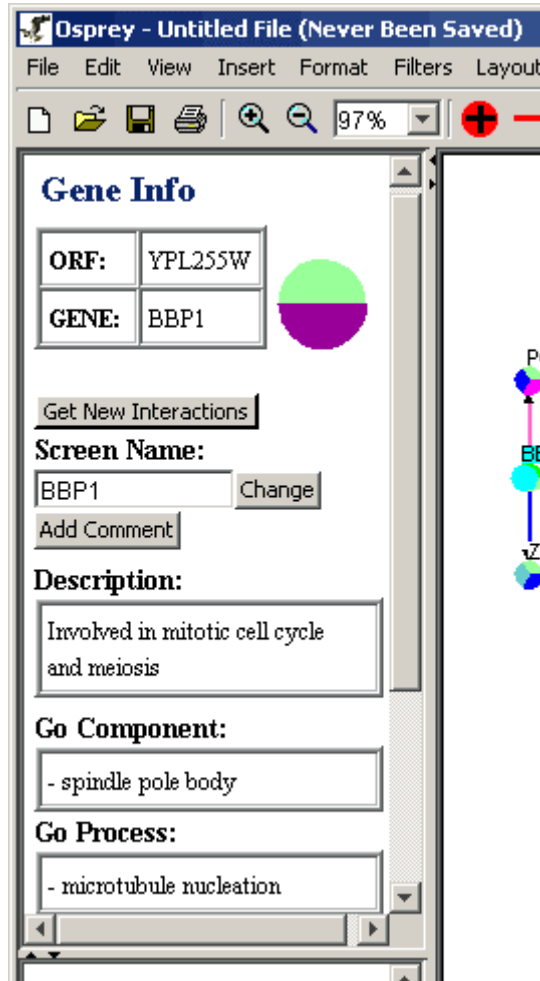 Osprey - Untitled File (Never Been Saved)
File Edit View Insert Format Filters Layout
97%
Gene Info
ORF: YPL255W
GENE: BBP1
Get New Interactions
Screen Name:
BBP1 Change
Add Comment
Description:
Involved in mitotic cell cycle
and meiosis
Go Component:
- spindle pole body
Go Process:
- microtubule nucleation